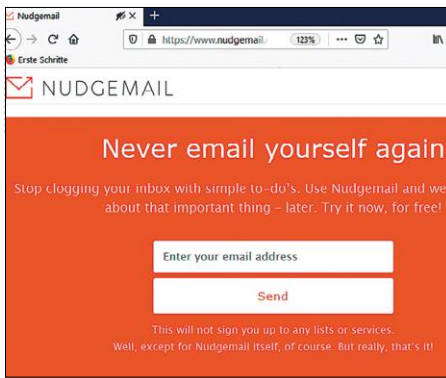 Nudgemail
https://www.nudgemail.
123%
Erste Schritte
NUDGEMAIL
Never email yourself again
Stop clogging your inbox with simple to-do's. Use Nudgemail and we
about that important thing – later. Try it now, for free!
Enter your email address
Send
This will not sign you up to any lists or services.
Well, except for Nudgemail itself, of course. But really, that's it!